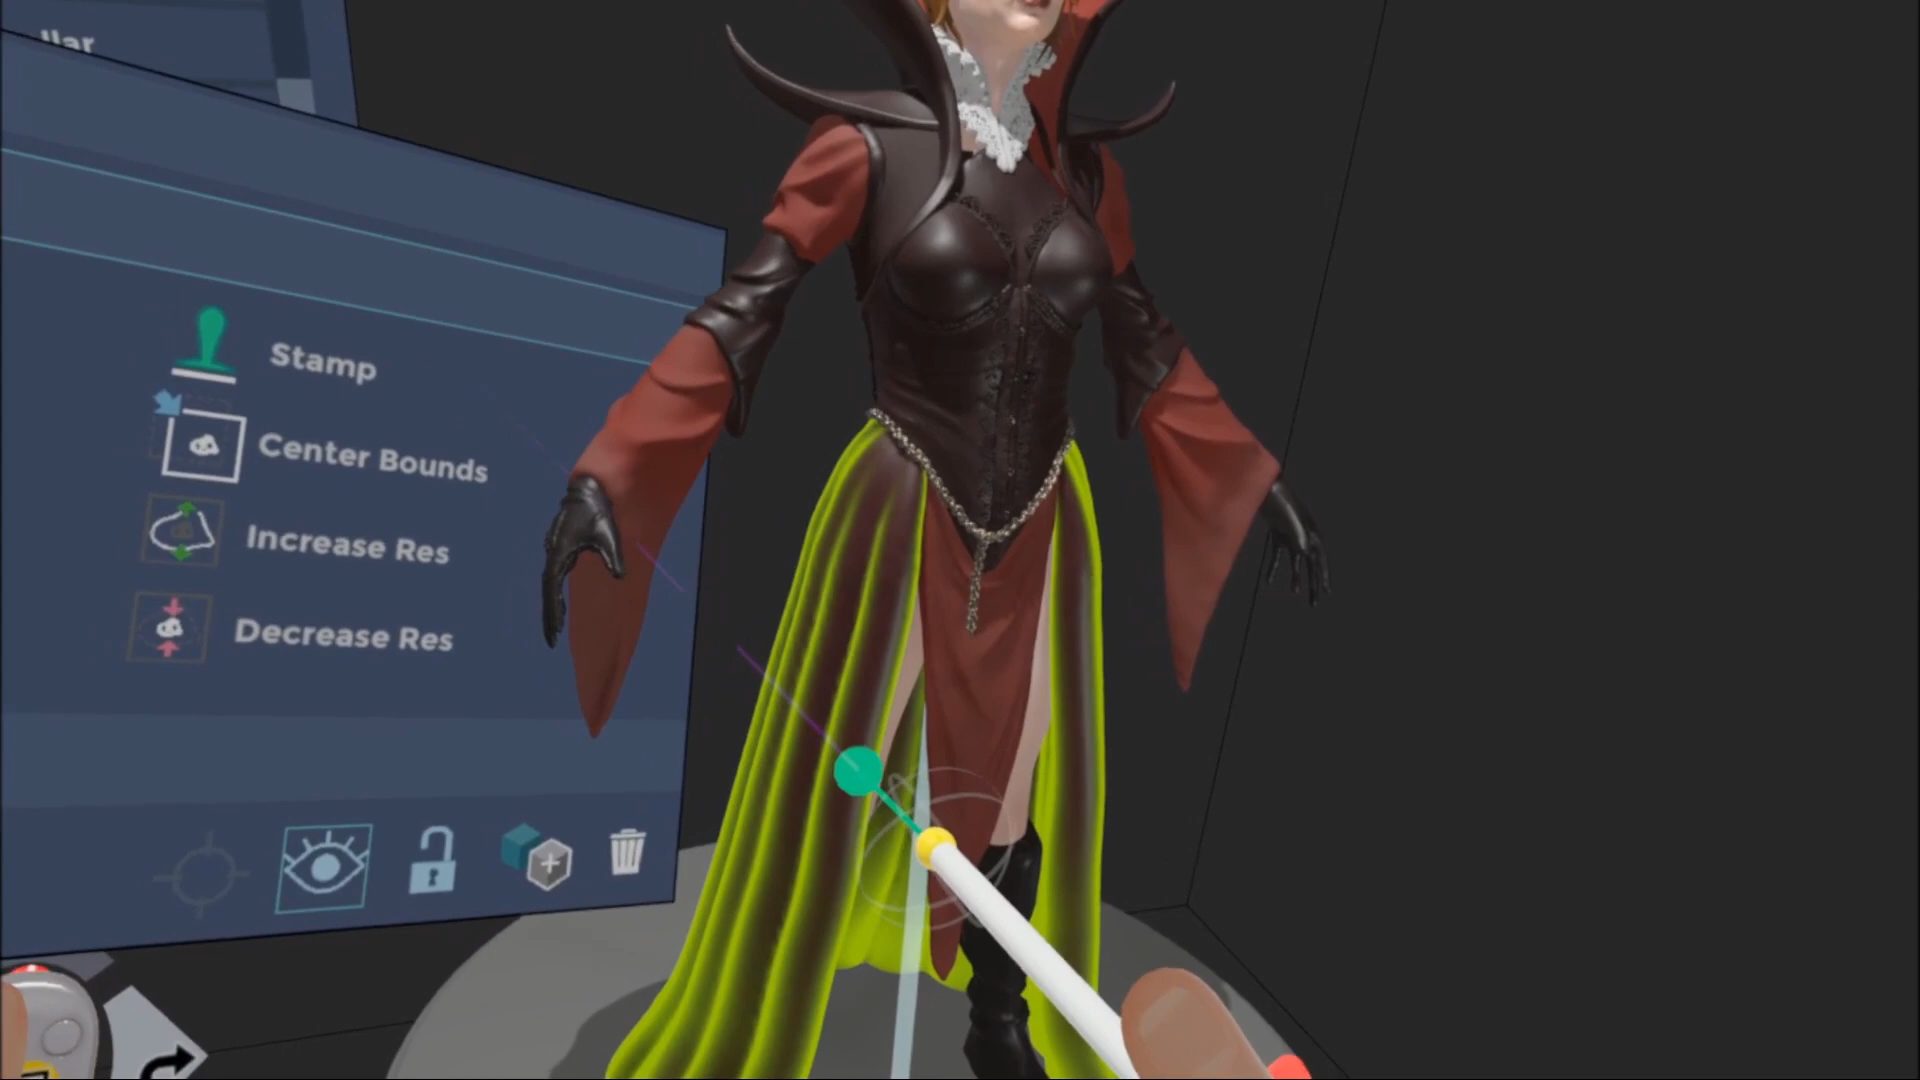 Stamp
Center Bounds
Increase Res
Decrease Res